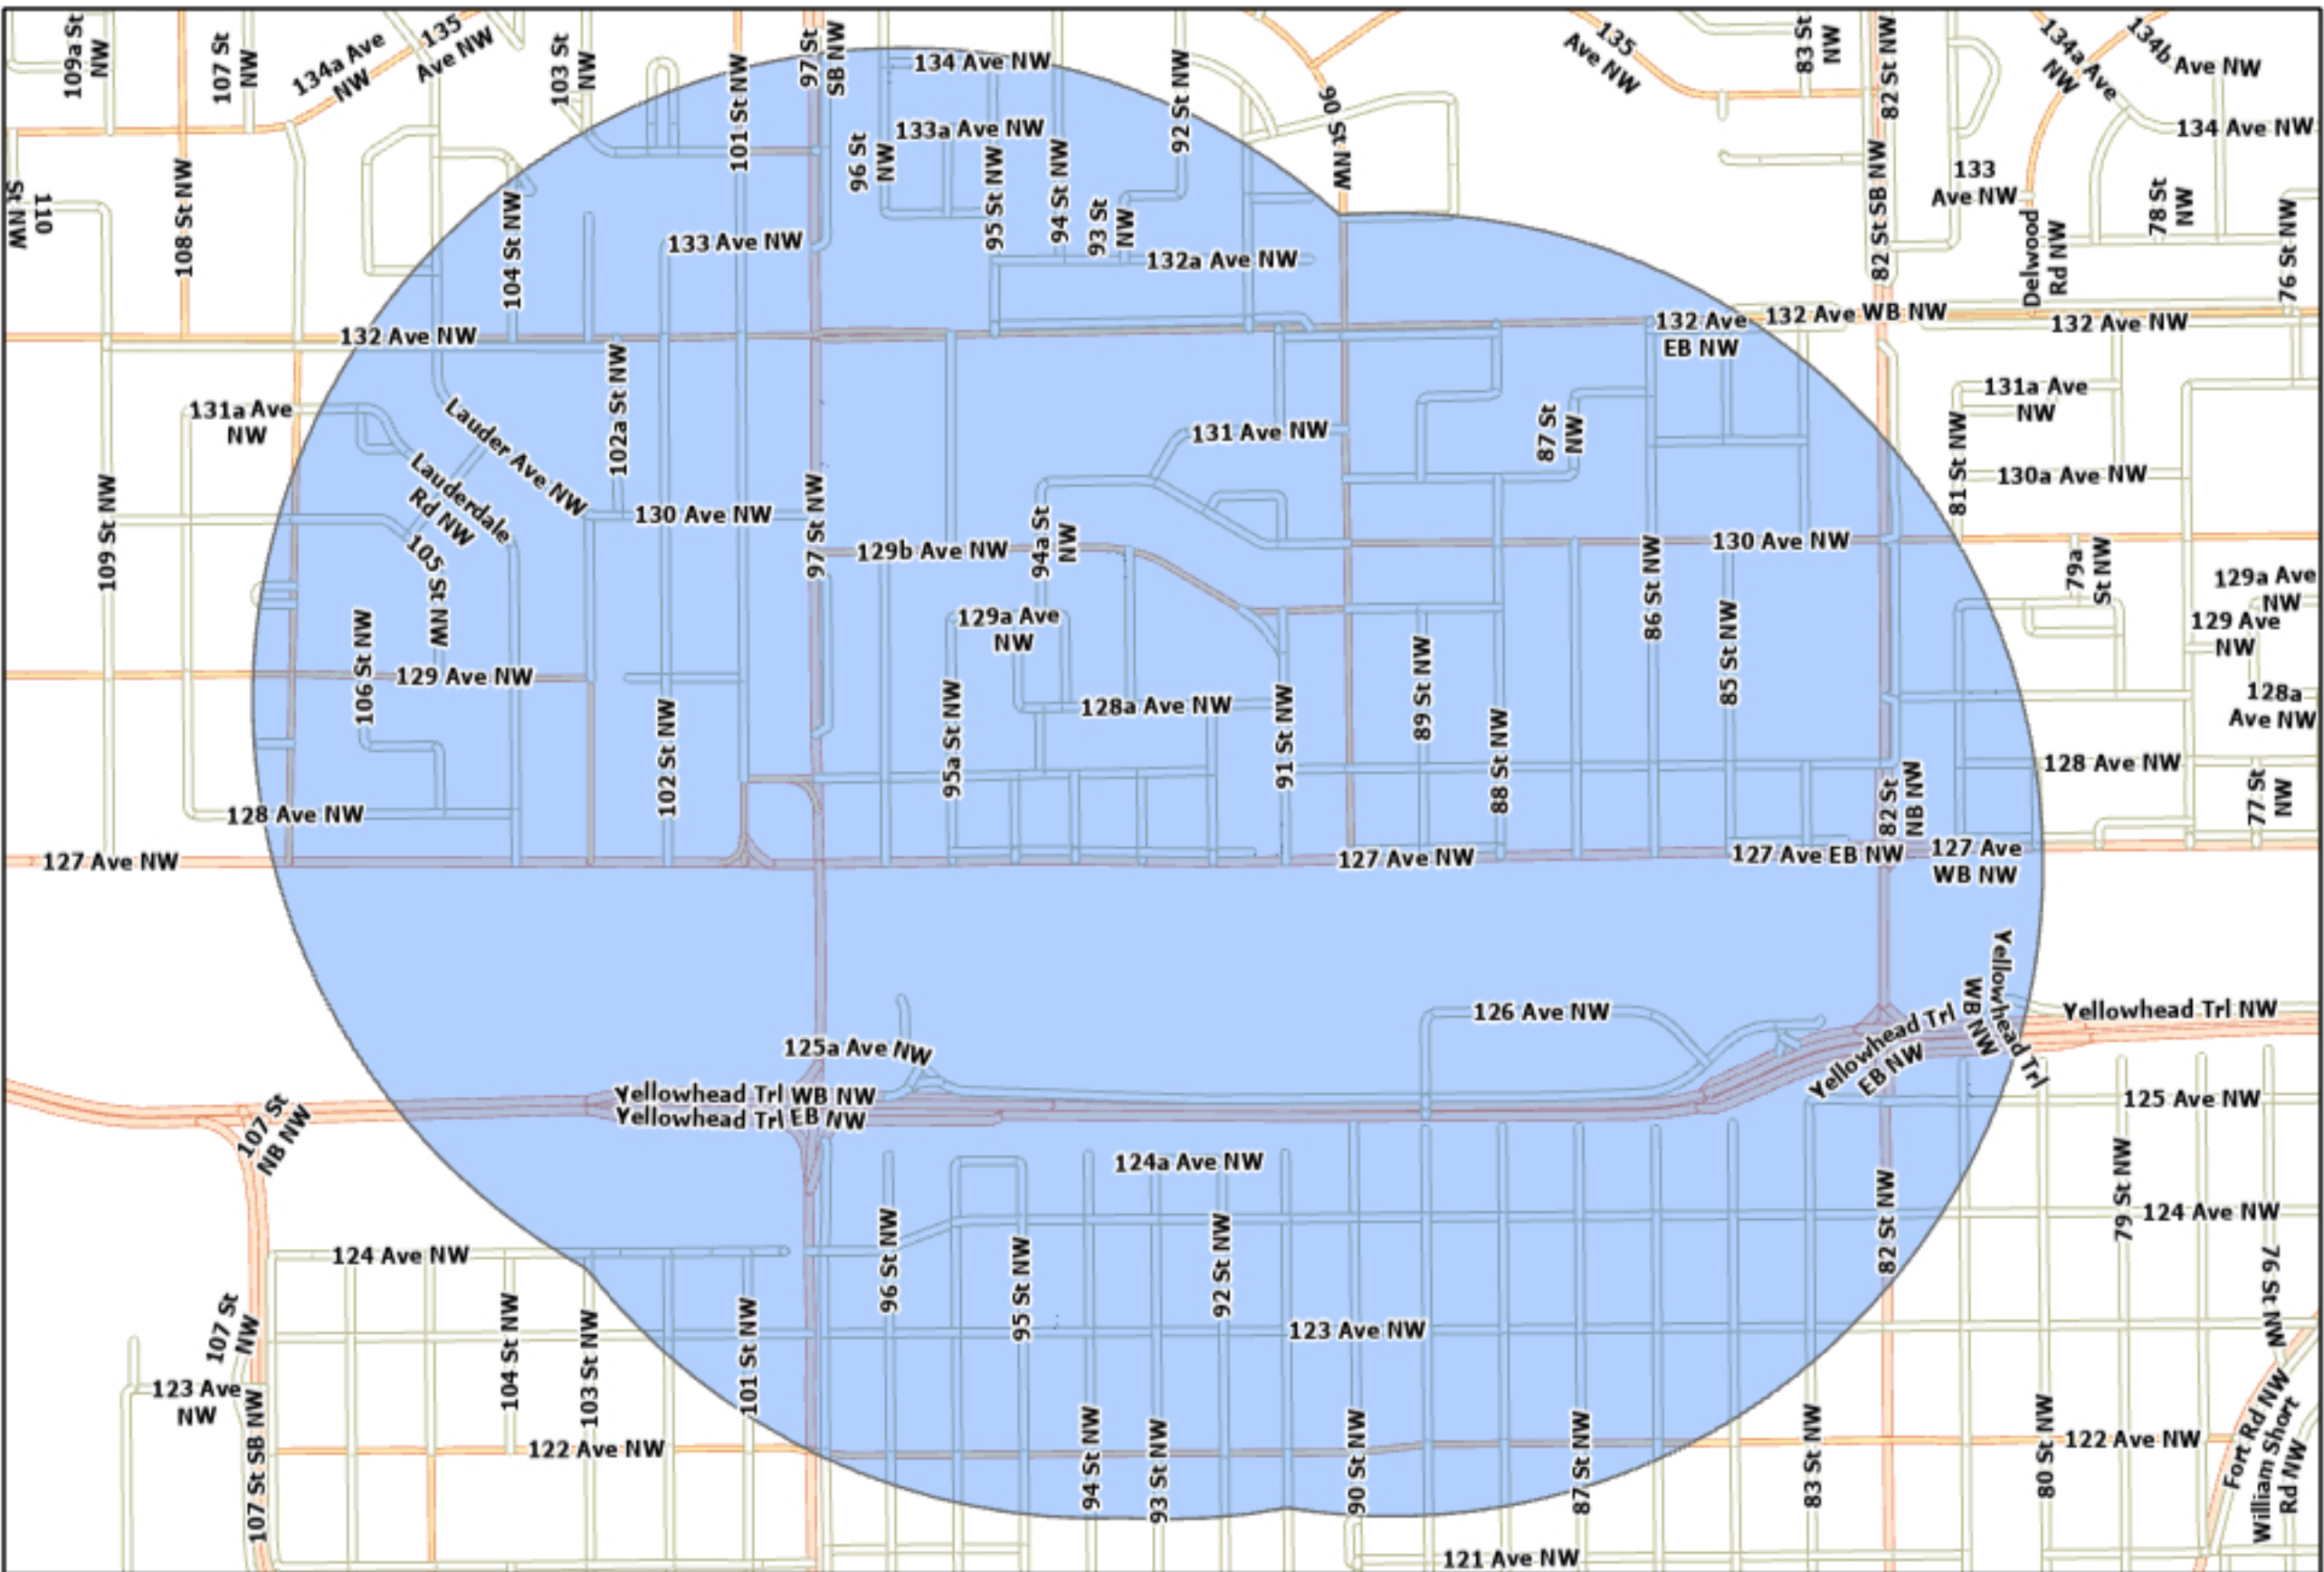 109a St
NW
107 St
NW
134a Ave
NW
135
Ave NW
103 St
NW
101 St NW
97 St
SB NW
134 Ave NW
133a Ave NW
96 St
NW
95 St NW
94 St NW
93 St
NW
92 St NW
90 St NW
135
Ave NW
83 St
NW
82 St NW
82 St SB NW
134a Ave
NW
134b Ave NW
134 Ave NW
133
Ave NW
Delwood
Rd NW
78 St
NW
76 St NW
110
St NW
108 St NW
104 St NW
133 Ave NW
132a Ave NW
132 Ave NW
132 Ave
EB NW
132 Ave WB NW
132 Ave NW
131a Ave
NW
Lauder Ave NW
Lauderdale
Rd NW
102a St NW
131 Ave NW
87 St
NW
81 St NW
131a Ave
NW
130a Ave NW
109 St NW
105 St NW
130 Ave NW
97 St NW
129b Ave NW
94a St
NW
86 St NW
130 Ave NW
79a
St NW
129a Ave
NW
129 Ave
NW
106 St NW
129 Ave NW
129a Ave
NW
89 St NW
85 St NW
128a
Ave NW
102 St NW
95a St NW
128a Ave NW
91 St NW
88 St NW
82 St
NB NW
128 Ave NW
77 St
NW
128 Ave NW
127 Ave NW
127 Ave NW
127 Ave EB NW
127 Ave
WB NW
126 Ave NW
125a Ave NW
Yellowhead Trl
WB NW
Yellowhead Trl NW
Yellowhead Trl
EB NW
Yellowhead Trl WB NW
Yellowhead Trl EB NW
107 St
NB NW
125 Ave NW
124a Ave NW
79 St NW
124 Ave NW
82 St NW
96 St NW
95 St NW
92 St NW
124 Ave NW
107 St
NW
104 St NW
103 St NW
101 St NW
123 Ave NW
76 St NW
123 Ave
NW
107 St SB NW
122 Ave NW
94 St NW
93 St NW
90 St NW
87 St NW
83 St NW
80 St NW
122 Ave NW
Fort Rd NW
William Short
Rd NW
121 Ave NW